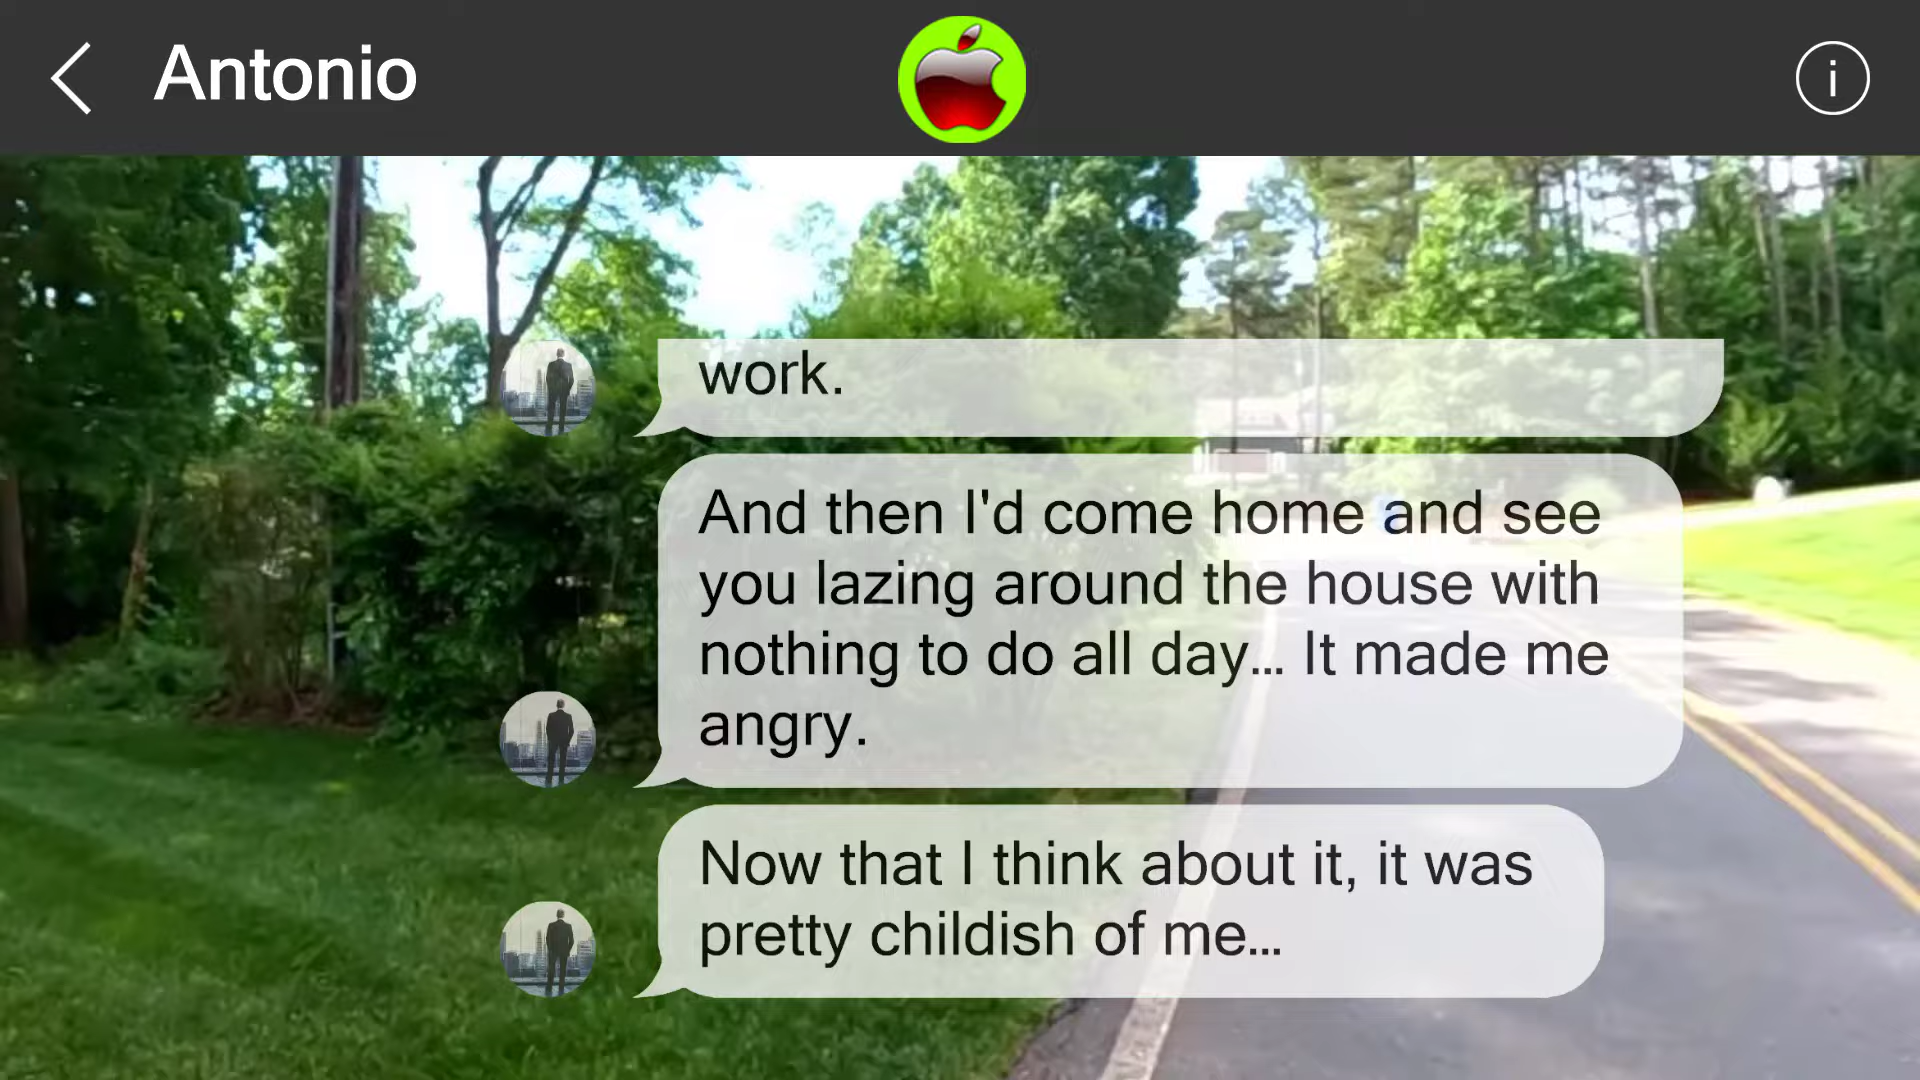 Antonio
work.
And then I'd come home and see
you lazing around the house with
nothing to do all day... It made me
angry.
Now that I think about it, it was
pretty childish of me...